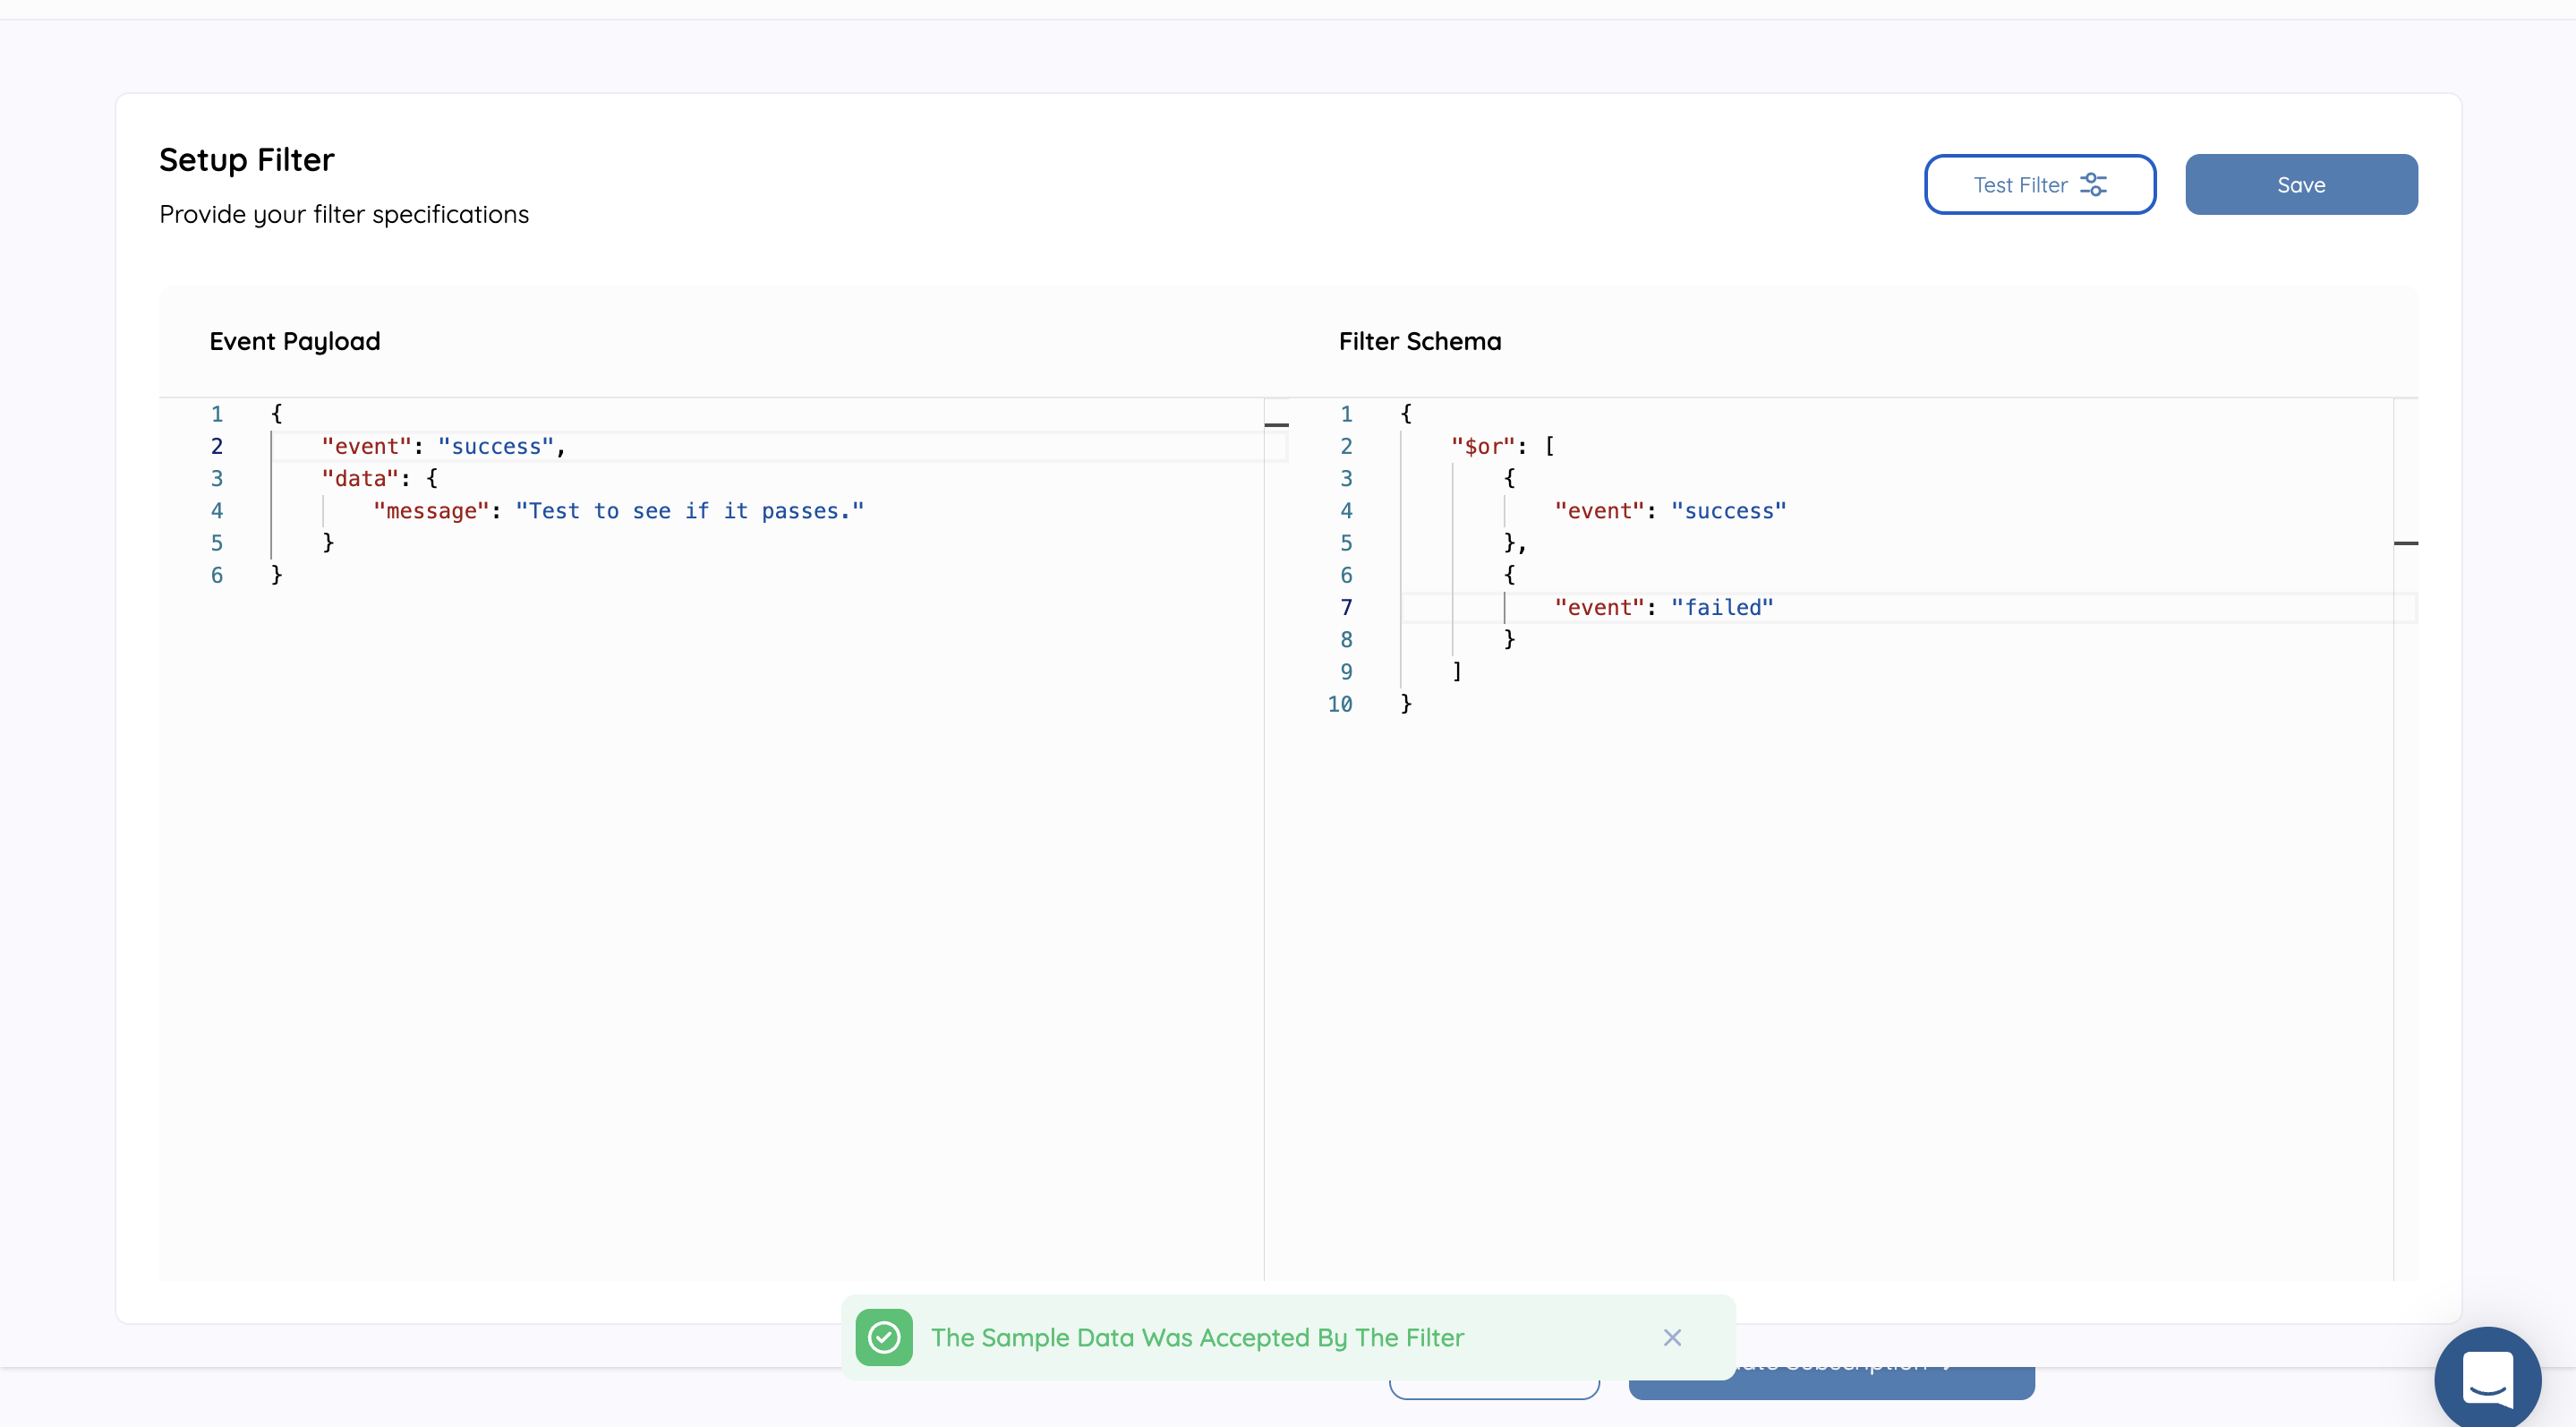 Setup Filter
Provide your filter specifications
Test Filter
Save
Event Payload
1 {
2 "event": "success",
3 "data": {
4 "message": "Test to see if it passes."
5 }
6 }
Filter Schema
1 {
2 "$or": [
3 {
4 "event": "success"
5 },
6 {
7 "event": "failed"
8 }
9 ]
10 }
The Sample Data Was Accepted By The Filter
Subscription